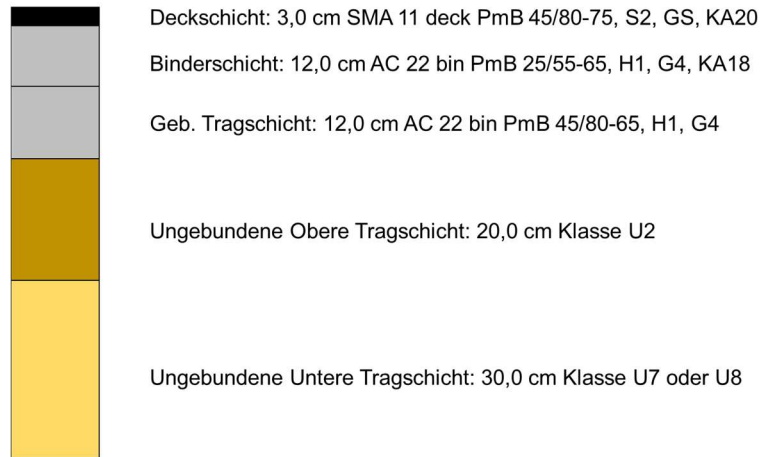 Deckschicht: 3,0 cm SMA 11 deck PmB 45/80-75, S2, GS, KA20
Binderschicht: 12,0 cm AC 22 bin PmB 25/55-65, H1, G4, KA18
Geb. Tragschicht: 12,0 cm AC 22 bin PmB 45/80-65, H1, G4
Ungebundene Obere Tragschicht: 20,0 cm Klasse U2
Ungebundene Untere Tragschicht: 30,0 cm Klasse U7 oder U8